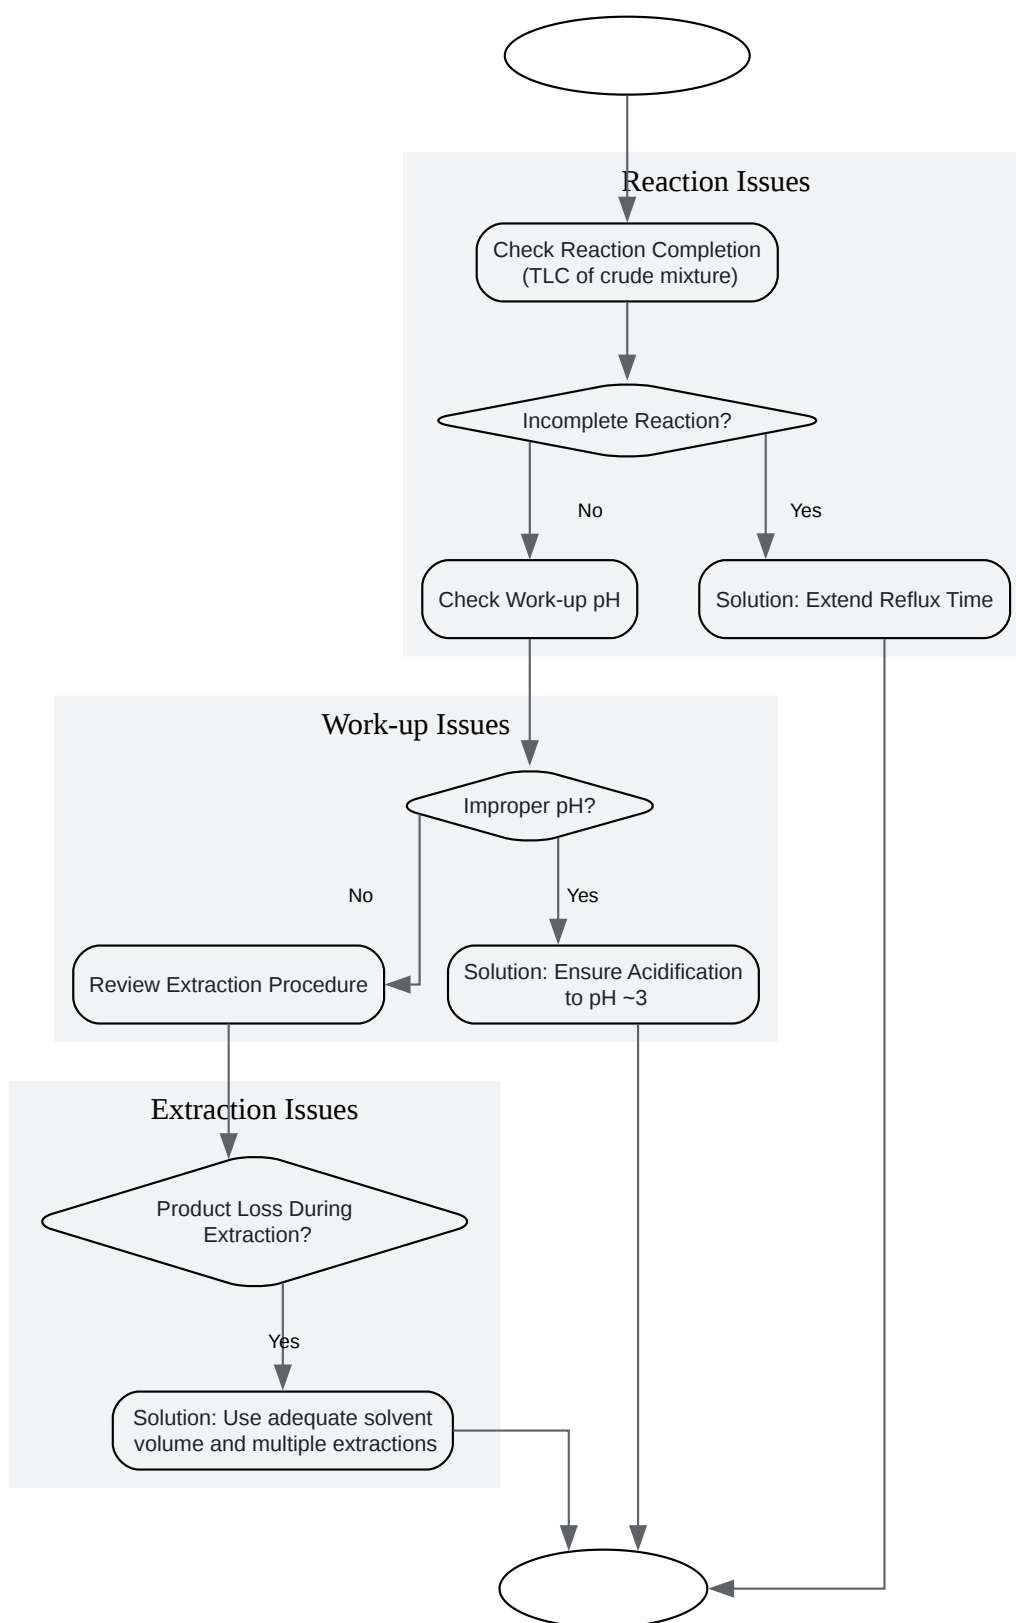 Reaction Issues
Check Reaction Completion
(TLC of crude mixture)
Incomplete Reaction?
No
Yes
Check Work-up pH
Solution: Extend Reflux Time
Work-up Issues
Improper pH?
No
Yes
Review Extraction Procedure
Solution: Ensure Acidification
to pH ~3
Extraction Issues
Product Loss During
Extraction?
Yes
Solution: Use adequate solvent
volume and multiple extractions